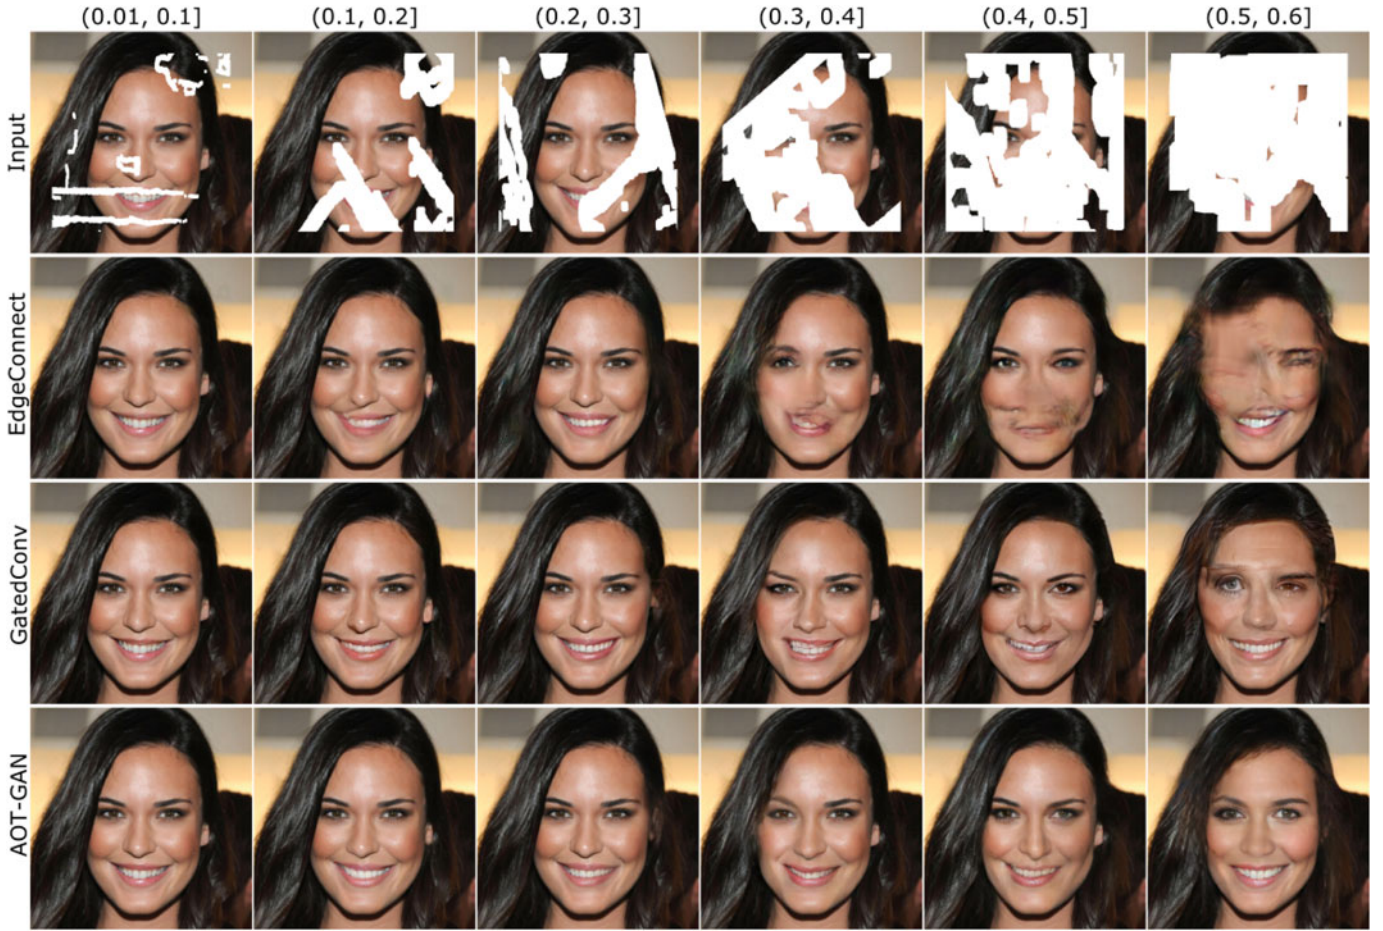 (0.01, 0.1] (0.1, 0.2] (0.2, 0.3] (0.3, 0.4] (0.4, 0.5] (0.5, 0.6]
Input
EdgeConnect
GatedConv
AOT-GAN